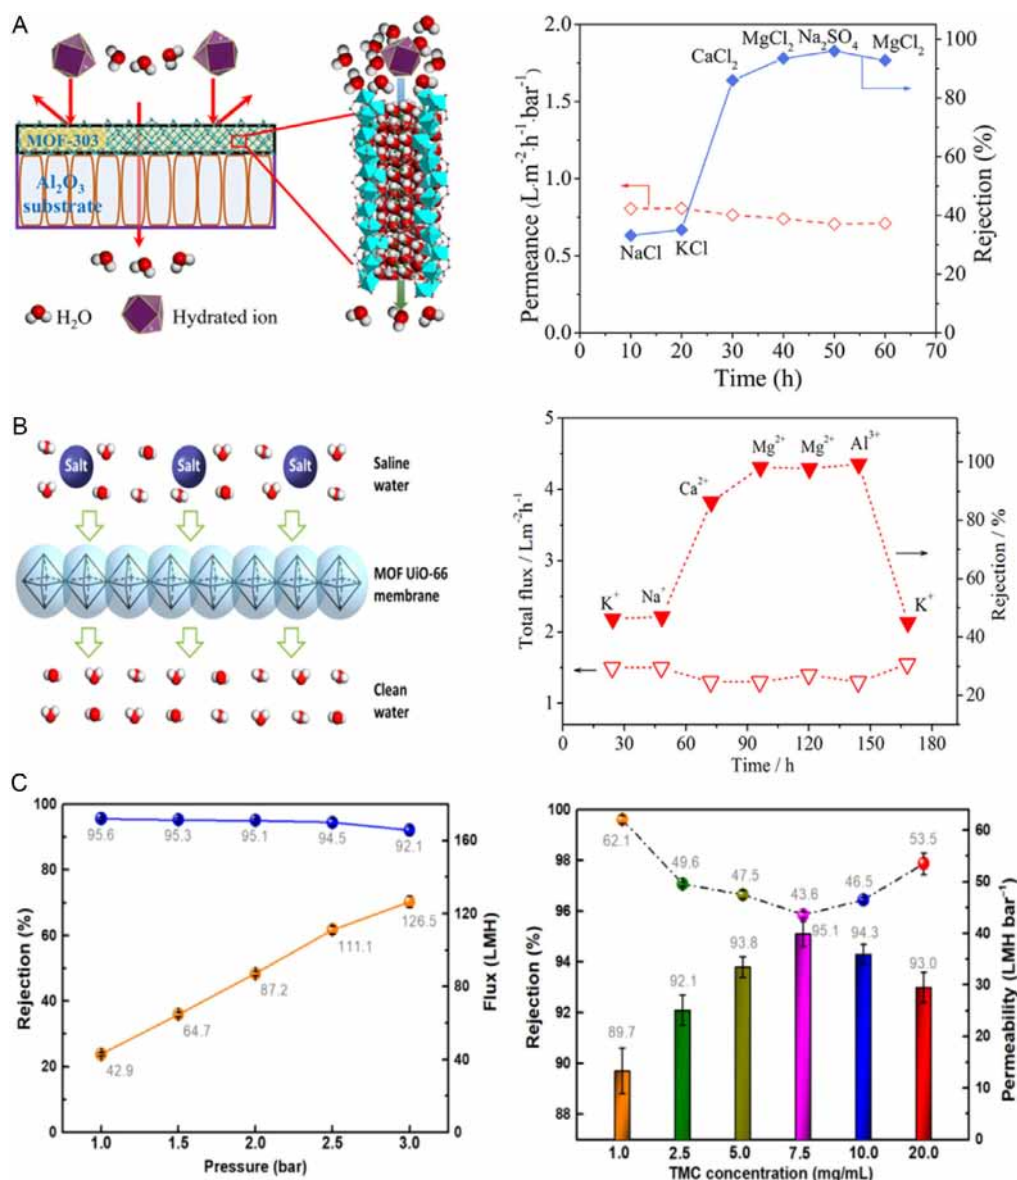 A
MOF-303
Al₂O₃
substrate
H₂O
Hydrated ion
Permeance (L·m⁻²·h⁻¹·bar⁻¹)
2.0
1.5
1.0
0.5
0.0
NaCl
KCl
CaCl₂
MgCl₂
Na₂SO₄
MgCl₂
100
80
60
40
20
0
Rejection (%)
0 10 20 30 40 50 60 70
Time (h)
B
Salt
Salt
Salt
Saline
water
MOF UiO-66
membrane
Clean
water
Total flux / Lm⁻²h⁻¹
5
4
3
2
1
K⁺
Na⁺
Ca²⁺
Mg²⁺
Mg²⁺
Al³⁺
K⁺
100
75
50
25
Rejection / %
0 30 60 90 120 150 180
Time / h
C
Rejection (%)
100
80
60
40
20
0
95.6
95.3
95.1
94.5
92.1
42.9
64.7
87.2
111.1
126.5
160
120
80
40
0
Flux (LMH)
1.0 1.5 2.0 2.5 3.0
Pressure (bar)
Rejection (%)
100
98
96
94
92
90
88
62.1
49.6
47.5
43.6
46.5
53.5
89.7
92.1
93.8
95.1
94.3
93.0
60
50
40
30
20
10
0
Permeability (LMH bar⁻¹)
1.0 2.5 5.0 7.5 10.0 20.0
TMC concentration (mg/mL)